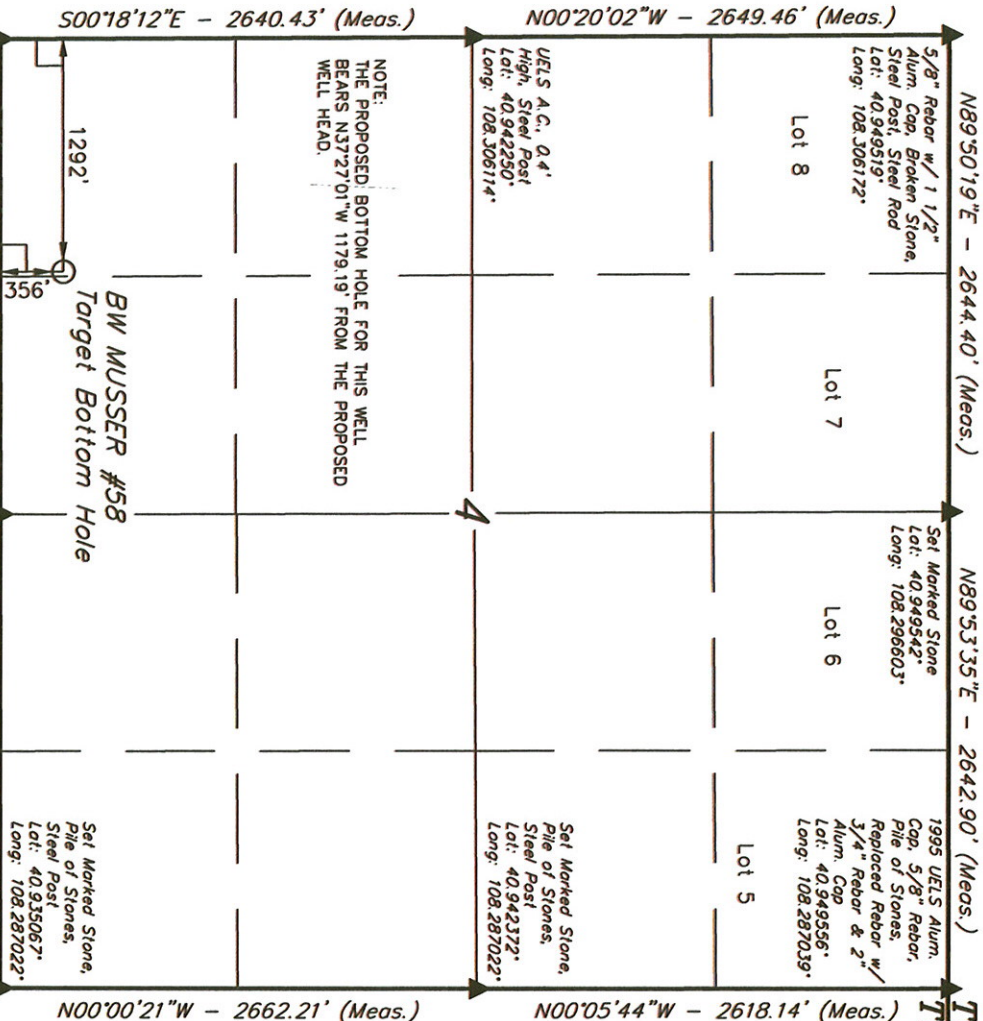 S00°18'12"E - 2640.43' (Meas.)
N00°20'02"W - 2649.46' (Meas.)
N89°50'19"E - 2644.40' (Meas.)
N89°53'35"E - 2642.90' (Meas.)
5/8" Rebar w/ 1 1/2"
Alum. Cap, Broken Stone,
Steel Post, Steel Rod
Lat: 40.949519°
Long: 108.306172°
Lot 8
Lot 7
Set Marked Stone
Lat: 40.949542°
Long: 108.296603°
Lot 6
1995 UELS Alum.
Cap, 5/8" Rebar,
Pile of Stones,
Replaced Rebar w/
3/4" Rebar & 2"
Alum. Cap
Lat: 40.949556°
Long: 108.287039°
Lot 5
UELS A.C., 0.4'
High, Steel Post
Lat: 40.942250°
Long: 108.306114°
4
Set Marked Stone,
Pile of Stones,
Steel Post
Lat: 40.942372°
Long: 108.287022°
NOTE:
THE PROPOSED BOTTOM HOLE FOR THIS WELL
BEARS N37°27'01"W 1179.19' FROM THE PROPOSED
WELL HEAD.
1292'
356'
BW MUSSER #58
Target Bottom Hole
Set Marked Stone,
Pile of Stones,
Steel Post
Lat: 40.935067°
Long: 108.287022°
N00°00'21"W - 2662.21' (Meas.)
N00°05'44"W - 2618.14' (Meas.)